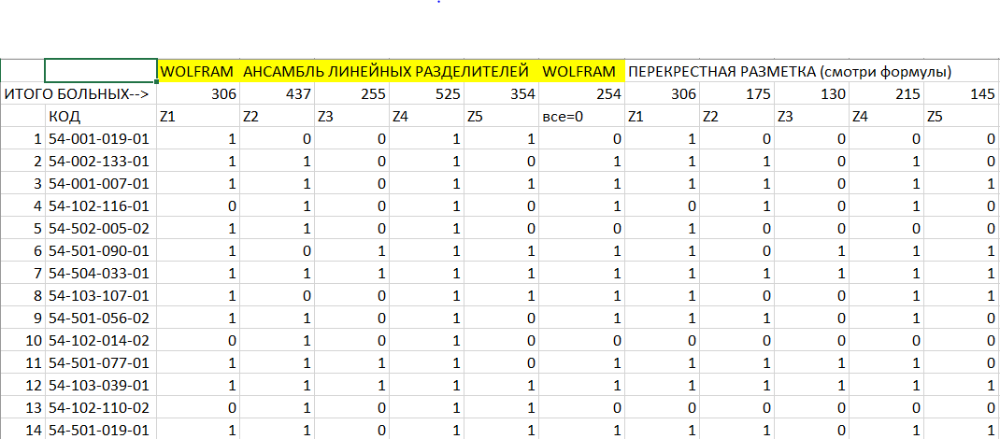 WOLFRAM АНСАМБЛЬ ЛИНЕЙНЫХ РАЗДЕЛИТЕЛЕЙ WOLFRAM ПЕРЕКРЕСТНАЯ РАЗМЕТКА (смотри формулы)
ИТОГО БОЛЬНЫХ--> 306 437 255 525 354 254 306 175 130 215 145
КОД Z1 Z2 Z3 Z4 Z5 все=0 Z1 Z2 Z3 Z4 Z5
1 54-001-019-01 1 0 0 1 1 0 1 0 0 0 0
2 54-002-133-01 1 1 0 1 0 1 1 1 0 1 0
3 54-001-007-01 1 1 0 1 1 1 1 1 0 1 1
4 54-102-116-01 0 1 0 1 0 1 0 1 0 1 0
5 54-502-005-02 1 1 0 1 0 0 1 0 0 0 0
6 54-501-090-01 1 0 1 1 1 1 1 0 1 1 1
7 54-504-033-01 1 1 1 1 1 1 1 1 1 1 1
8 54-103-107-01 1 0 0 1 1 1 1 0 0 1 1
9 54-501-056-02 1 1 0 1 0 1 1 1 0 1 0
10 54-102-014-02 0 1 0 1 0 0 0 0 0 0 0
11 54-501-077-01 1 1 1 1 0 1 1 1 1 1 0
12 54-103-039-01 1 1 1 1 1 1 1 1 1 1 1
13 54-102-110-02 0 1 0 1 1 0 0 0 0 0 0
14 54-501-019-01 1 1 0 1 1 1 1 1 0 1 1